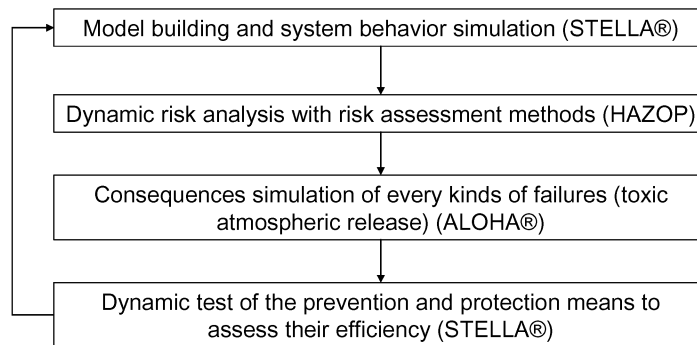 Model building and system behavior simulation (STELLA®)
Dynamic risk analysis with risk assessment methods (HAZOP)
Consequences simulation of every kinds of failures (toxic
atmospheric release) (ALOHA®)
Dynamic test of the prevention and protection means to
assess their efficiency (STELLA®)